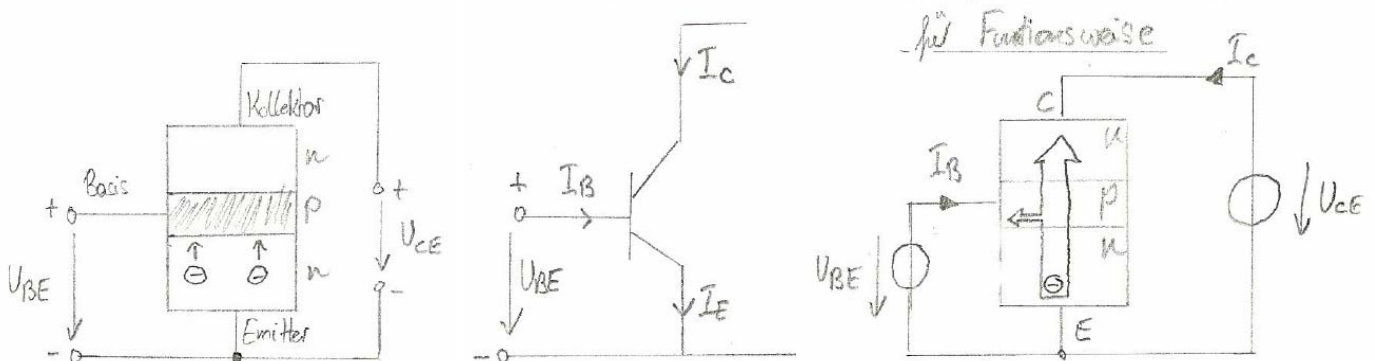 Kollektor
n
Basis
+
p
+
U_CE
⊖ ⊖
n
U_BE
-
-
Emitter
I_C
+
I_B
U_BE
I_E
-
für Funktionsweise
I_C
C
n
I_B
p
U_CE
n
U_BE
⊖
E